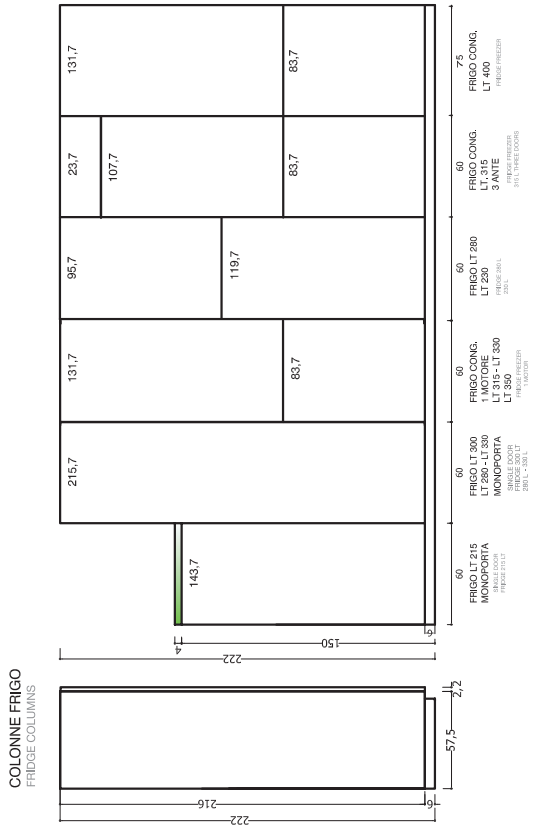 COLONNE FRIGO
FRIDGE COLUMNS
222
216
6
57,5
2,2
222
4
150
6
143,7
60
FRIGO LT 215
MONOPORTA
SINGLE DOOR
FRIDGE 215 LT
215,7
60
FRIGO LT 300
LT 280 - LT 330
MONOPORTA
SINGLE DOOR
FRIDGE 300 LT
280 L - 330 L
131,7
83,7
60
FRIGO CONG.
1 MOTORE
LT 315 - LT 330
LT 350
FRIDGE FREEZER
1 MOTOR
95,7
119,7
60
FRIGO LT 280
LT 230
FRIDGE 280 L
230 L
23,7
107,7
83,7
60
FRIGO CONG.
LT. 315
3 ANTE
FRIDGE FREEZER
315 L THREE DOORS
131,7
83,7
75
FRIGO CONG.
LT 400
FRIDGE FREEZER